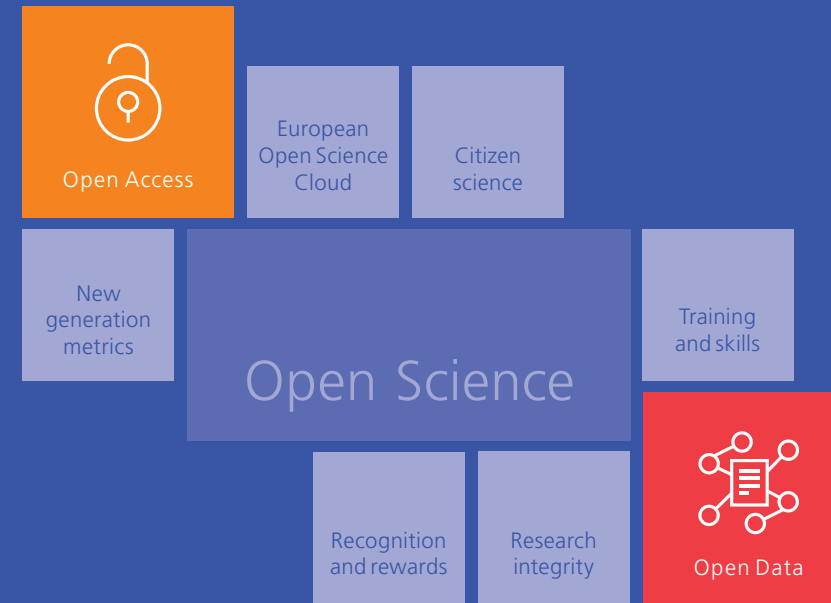 Open Access
European
Open Science
Cloud
Citizen
science
New
generation
metrics
Open Science
Training
and skills
Recognition
and rewards
Research
integrity
Open Data